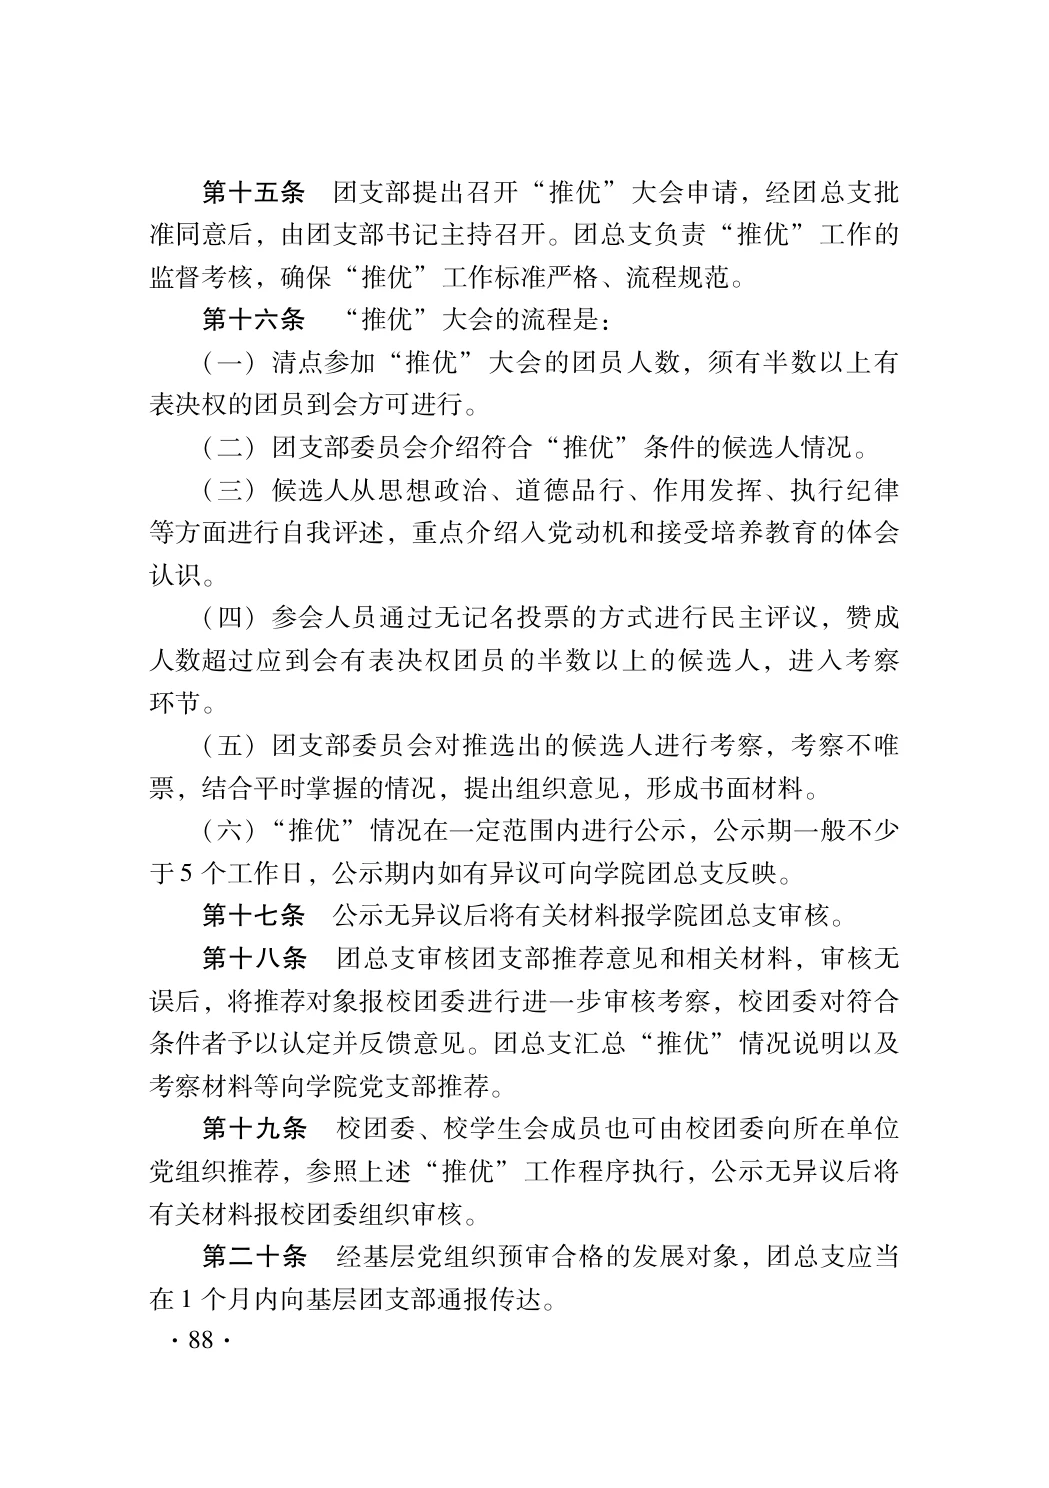 第十五条　团支部提出召开“推优”大会申请，经团总支批
准同意后，由团支部书记主持召开。团总支负责“推优”工作的
监督考核，确保“推优”工作标准严格、流程规范。
第十六条　“推优”大会的流程是：
（一）清点参加“推优”大会的团员人数，须有半数以上有
表决权的团员到会方可进行。
（二）团支部委员会介绍符合“推优”条件的候选人情况。
（三）候选人从思想政治、道德品行、作用发挥、执行纪律
等方面进行自我评述，重点介绍入党动机和接受培养教育的体会
认识。
（四）参会人员通过无记名投票的方式进行民主评议，赞成
人数超过应到会有表决权团员的半数以上的候选人，进入考察
环节。
（五）团支部委员会对推选出的候选人进行考察，考察不唯
票，结合平时掌握的情况，提出组织意见，形成书面材料。
（六）“推优”情况在一定范围内进行公示，公示期一般不少
于5个工作日，公示期内如有异议可向学院团总支反映。
第十七条　公示无异议后将有关材料报学院团总支审核。
第十八条　团总支审核团支部推荐意见和相关材料，审核无
误后，将推荐对象报校团委进行进一步审核考察，校团委对符合
条件者予以认定并反馈意见。团总支汇总“推优”情况说明以及
考察材料等向学院党支部推荐。
第十九条　校团委、校学生会成员也可由校团委向所在单位
党组织推荐，参照上述“推优”工作程序执行，公示无异议后将
有关材料报校团委组织审核。
第二十条　经基层党组织预审合格的发展对象，团总支应当
在1个月内向基层团支部通报传达。
·88·